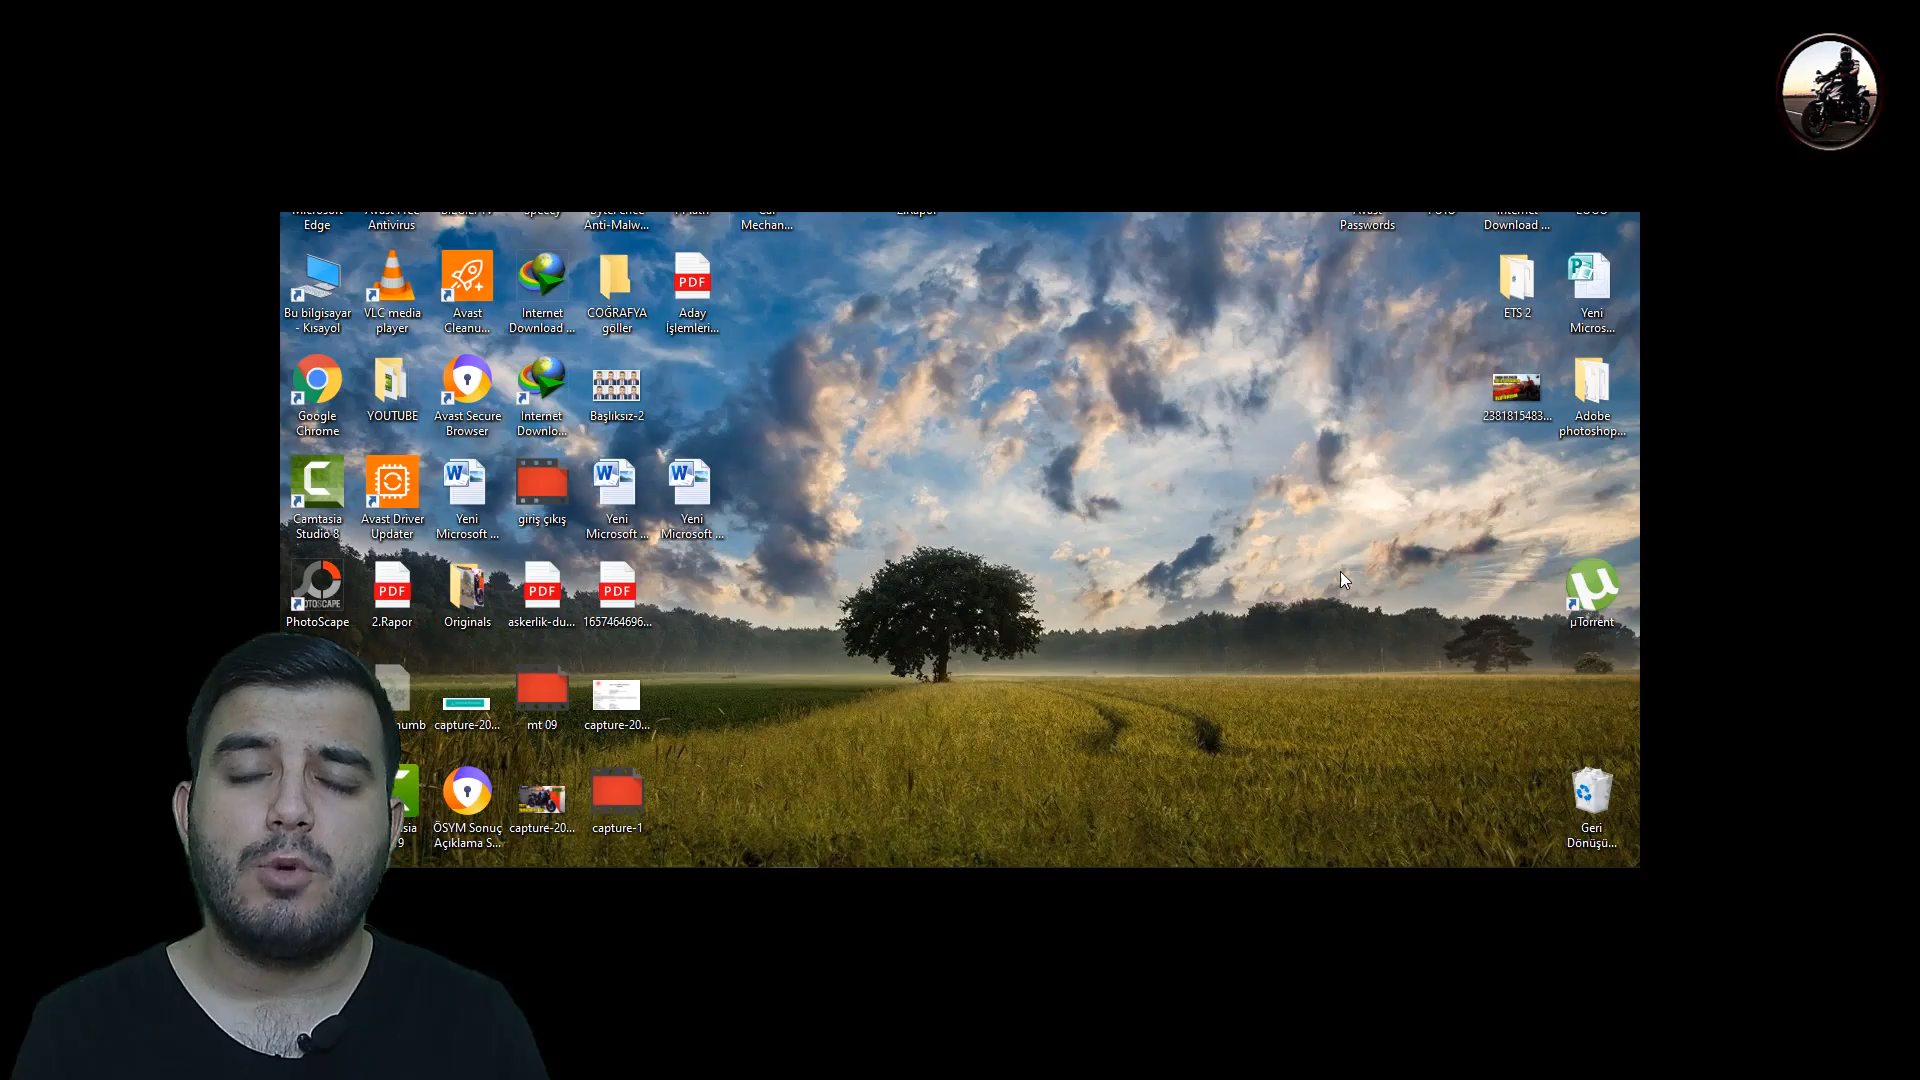 Edge
Antivirus
Anti-Malw...
Mechan...
Passwords
Download ...
Bu bilgisayar
- Kısayol
VLC media
player
Avast
Cleanu...
Internet
Download ...
COĞRAFYA
göller
Aday
İşlemleri...
ETS 2
Yeni
Micros...
Google
Chrome
YOUTUBE
Avast Secure
Browser
Internet
Downlo...
Başlıksız-2
2381815483...
Adobe
photoshop...
Camtasia
Studio 8
Avast Driver
Updater
Yeni
Microsoft ...
giriş çıkış
Yeni
Microsoft ...
Yeni
Microsoft ...
PhotoScape
2.Rapor
Originals
askerlik-du...
1657464696...
µTorrent
capture-20...
mt 09
capture-20...
ÖSYM Sonuç
Açıklama S...
capture-20...
capture-1
Geri
Dönüşü...
PDF
PDF
PDF
PDF